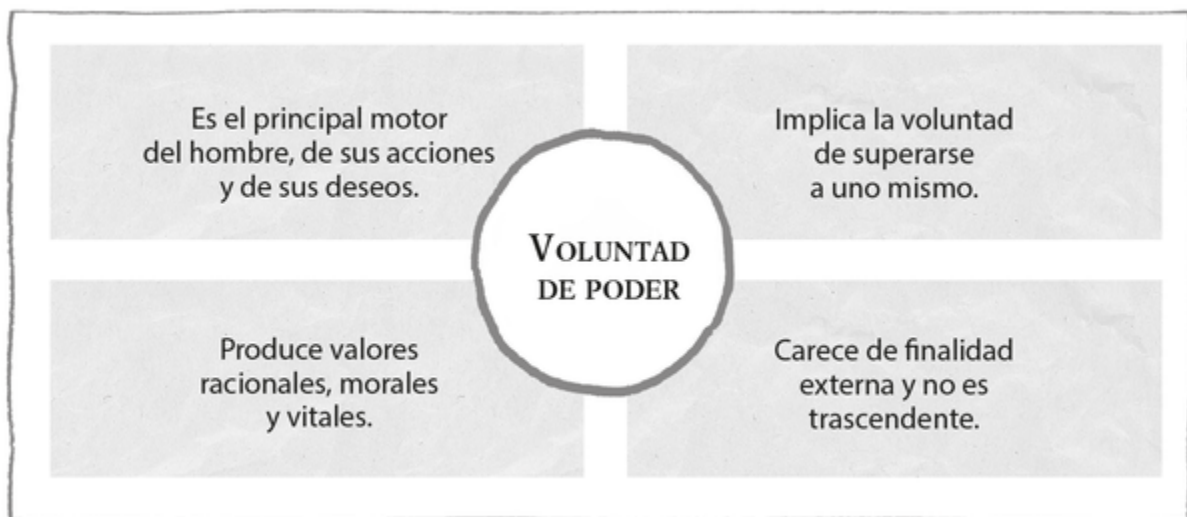 Es el principal motor
del hombre, de sus acciones
y de sus deseos.
Implica la voluntad
de superarse
a uno mismo.
VOLUNTAD
DE PODER
Produce valores
racionales, morales
y vitales.
Carece de finalidad
externa y no es
trascendente.